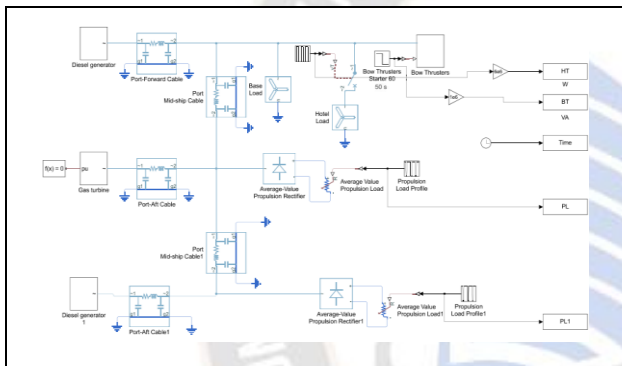 Diesel generator
Port-Forward Cable
Port
Mid-ship Cable
Base
Load
Hotel
Load
Bow Thrusters
Starter 60
50 s
Bow Thrusters
HT
W
BT
VA
Time
f(x) = 0
pu
Gas turbine
Port-Aft Cable
Average-Value
Propulsion Rectifier
Average Value
Propulsion Load
Propulsion
Load Profile
PL
Port
Mid-ship Cable1
Diesel generator
1
Port-Aft Cable1
Average-Value
Propulsion Rectifier1
Average Value
Propulsion Load1
Propulsion
Load Profile1
PL1